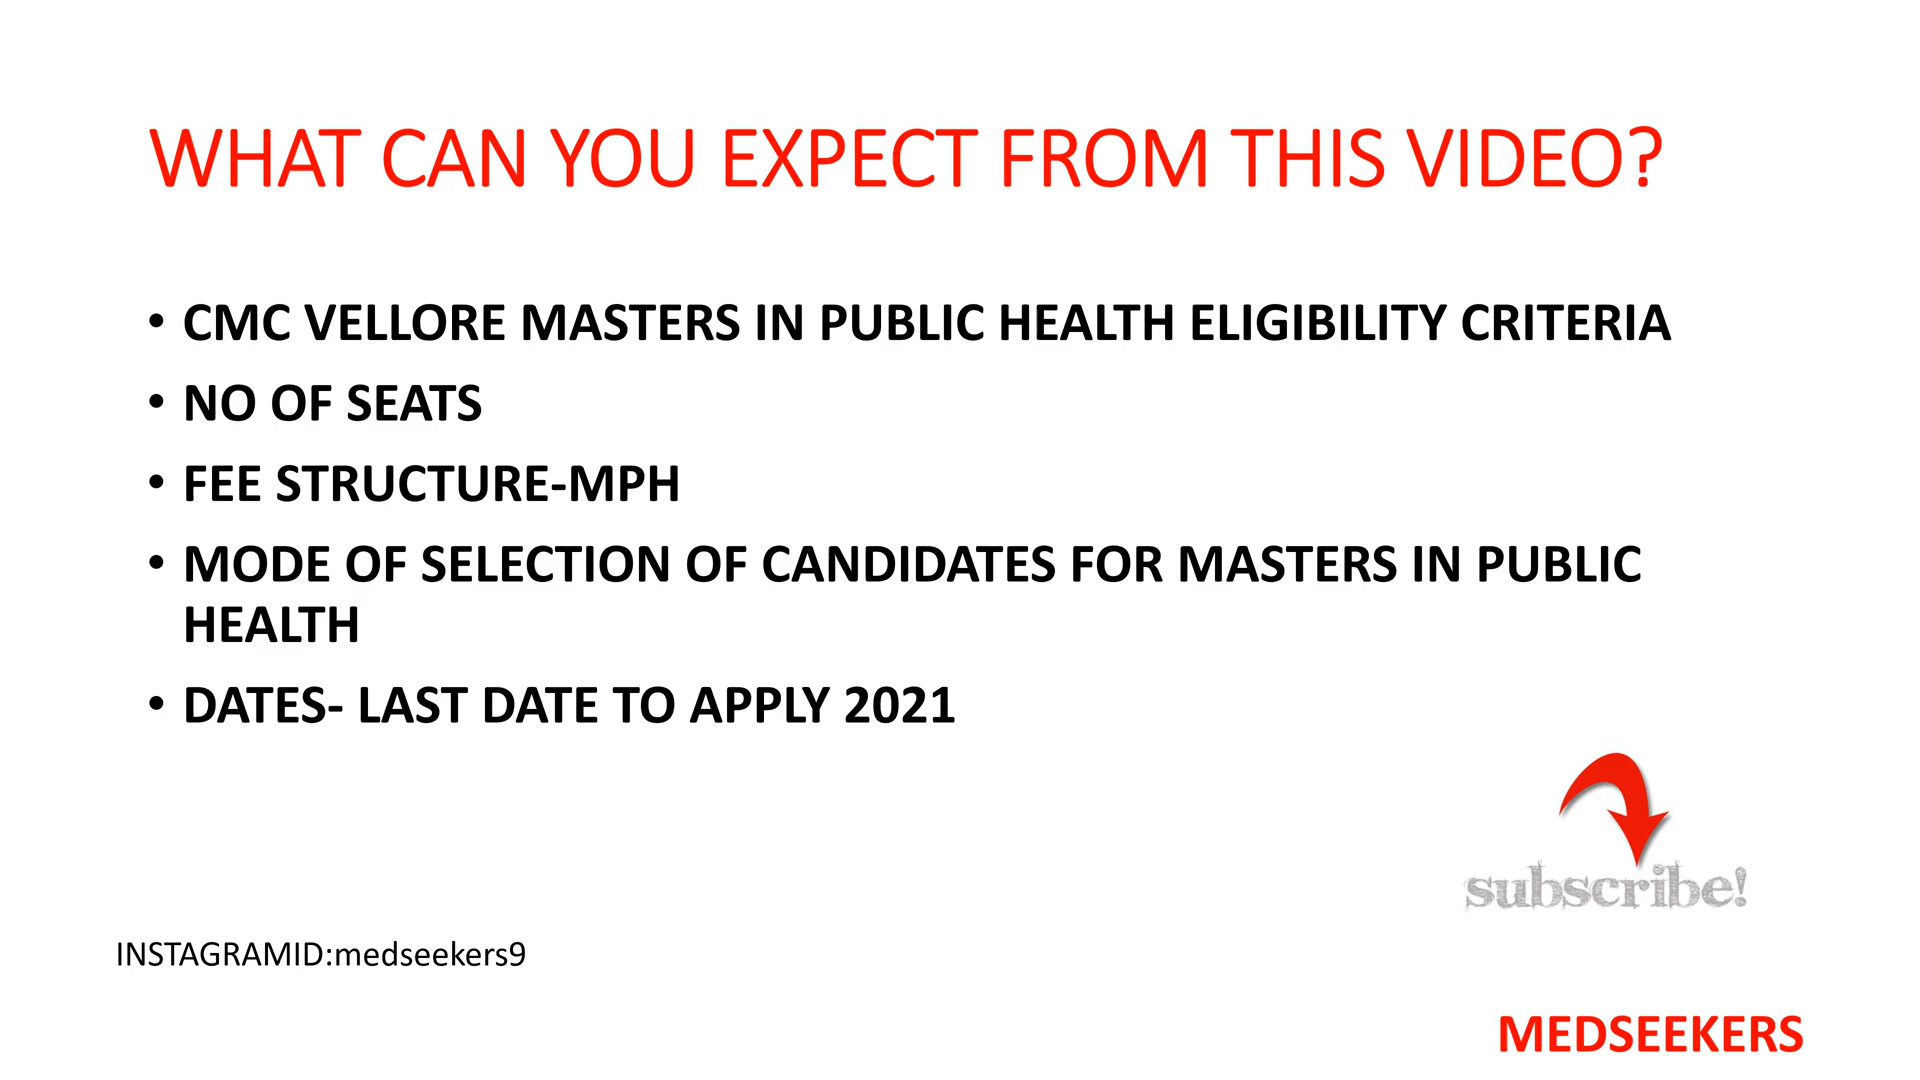 WHAT CAN YOU EXPECT FROM THIS VIDEO?
• CMC VELLORE MASTERS IN PUBLIC HEALTH ELIGIBILITY CRITERIA
• NO OF SEATS
• FEE STRUCTURE-MPH
• MODE OF SELECTION OF CANDIDATES FOR MASTERS IN PUBLIC
HEALTH
• DATES- LAST DATE TO APPLY 2021
subscribe!
INSTAGRAMID:medseekers9
MEDSEEKERS